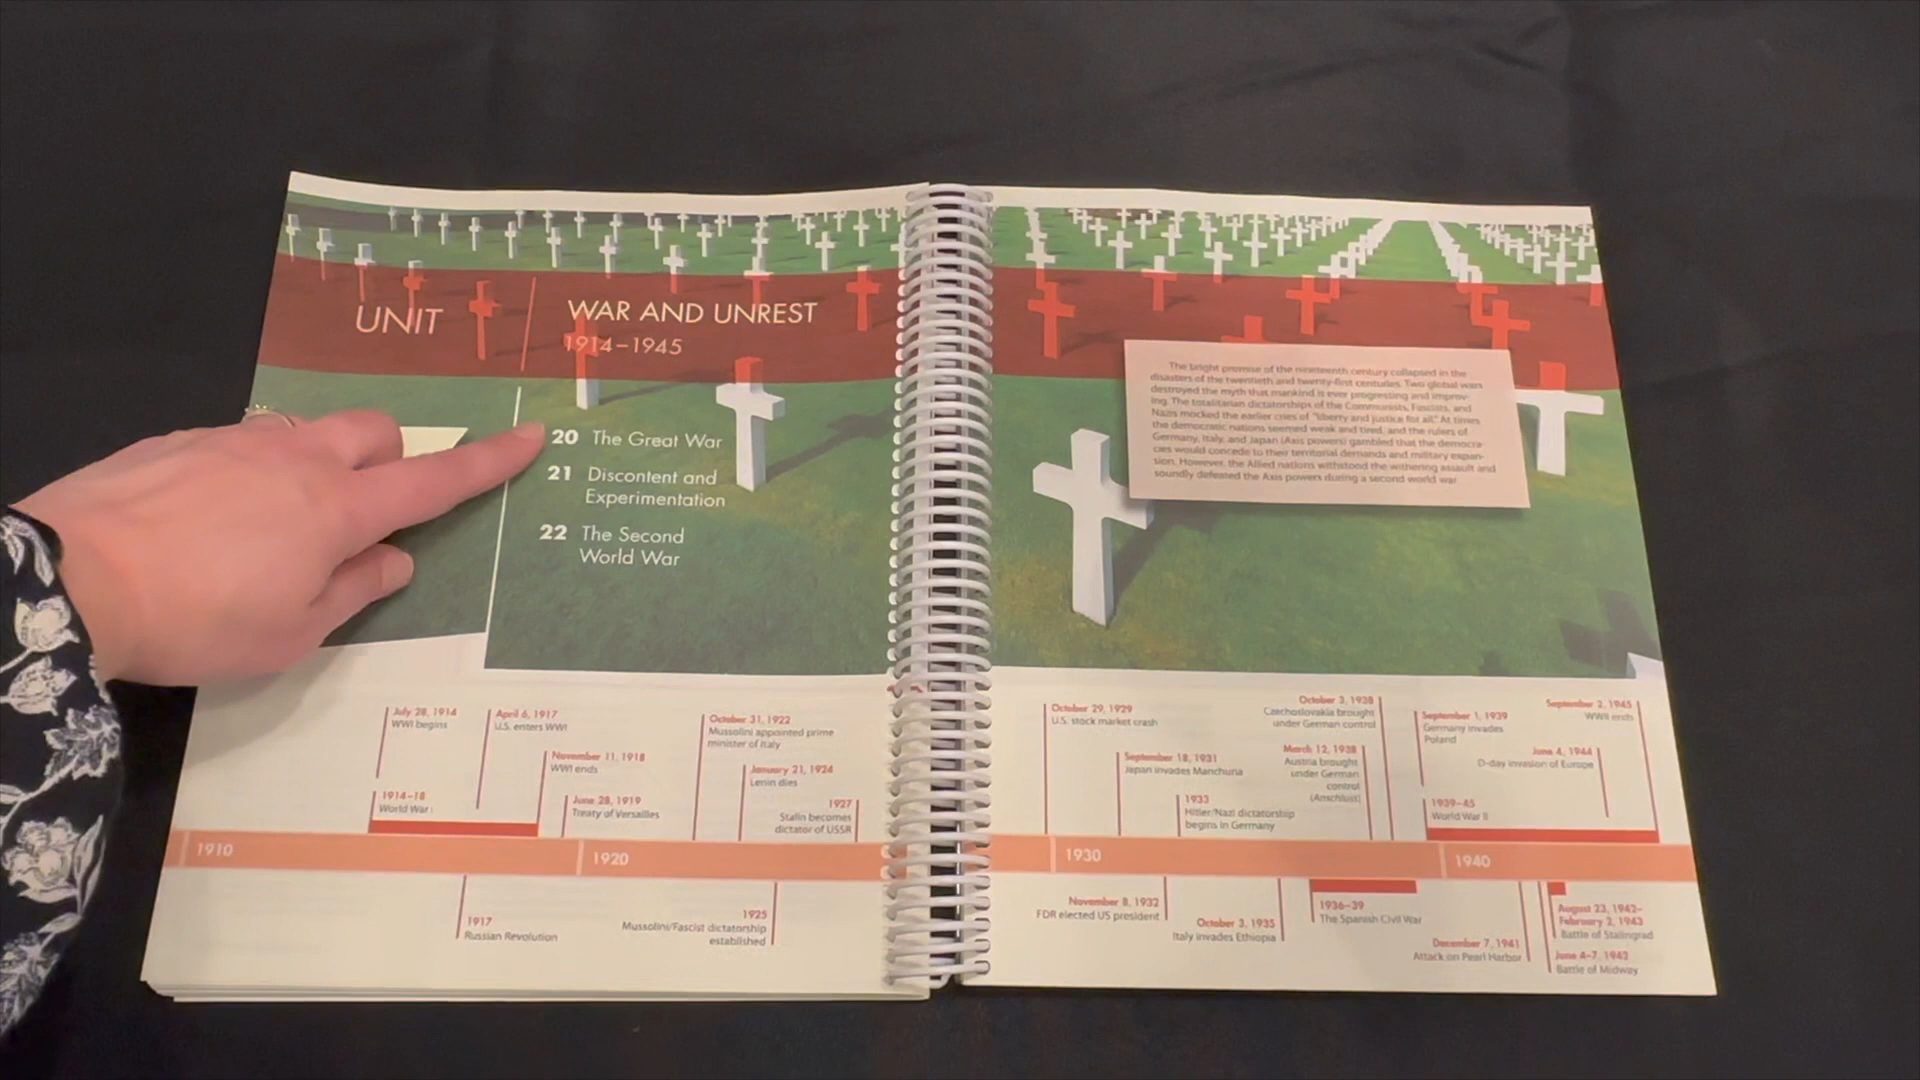 UNIT
WAR AND UNREST
1914–1945
20 The Great War
21 Discontent and
Experimentation
22 The Second
World War
The bright promise of the nineteenth century collapsed in the
disasters of the twentieth and twenty-first centuries. Two global wars
destroyed the myth that mankind is ever progressing and improv-
ing. The totalitarian dictatorships of the Communists, Fascists, and
Nazis mocked the earlier cries of "liberty and justice for all." At times
the democratic nations seemed weak and tired, and the rulers of
Germany, Italy, and Japan (Axis powers) gambled that the democra-
cies would concede to their territorial demands and military expan-
sion. However, the Allied nations withstood the withering assault and
soundly defeated the Axis powers during a second world war.
July 28, 1914
WWI begins
April 6, 1917
U.S. enters WWI
November 11, 1918
WWI ends
1914–18
World War I
June 28, 1919
Treaty of Versailles
October 31, 1922
Mussolini appointed prime
minister of Italy
January 21, 1924
Lenin dies
1927
Stalin becomes
dictator of USSR
1910
1920
1917
Russian Revolution
1925
Mussolini/Fascist dictatorship
established
October 29, 1929
U.S. stock market crash
September 18, 1931
Japan invades Manchuria
1933
Hitler/Nazi dictatorship
begins in Germany
October 3, 1938
Czechoslovakia brought
under German control
March 12, 1938
Austria brought
under German
control
(Anschluss)
September 1, 1939
Germany invades
Poland
September 2, 1945
WWII ends
June 4, 1944
D-day invasion of Europe
1939–45
World War II
1930
1940
November 8, 1932
FDR elected US president
October 3, 1935
Italy invades Ethiopia
1936–39
The Spanish Civil War
December 7, 1941
Attack on Pearl Harbor
August 23, 1942–
February 2, 1943
Battle of Stalingrad
June 4–7, 1942
Battle of Midway